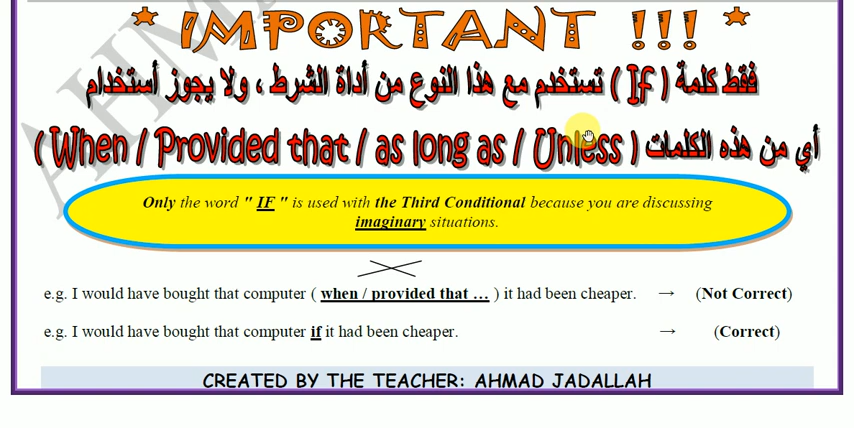 * IMPORTANT !!! *
فقط كلمة ( If ) تستخدم مع هذا النوع من أداة الشرط ، ولا يجوز أستخدام
أي من هذه الكلمات ( When / Provided that / as long as / Unless )
Only the word " IF " is used with the Third Conditional because you are discussing
imaginary situations.
e.g. I would have bought that computer ( when / provided that … ) it had been cheaper. → (Not Correct)
e.g. I would have bought that computer if it had been cheaper. → (Correct)
CREATED BY THE TEACHER: AHMAD JADALLAH